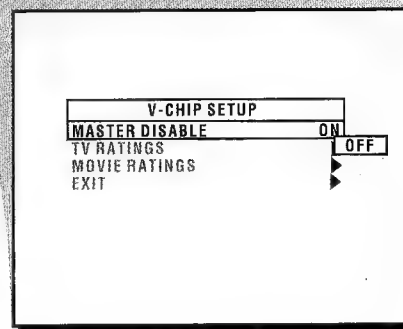 V-CHIP SETUP
MASTER DISABLE ON
TV RATINGS OFF
MOVIE RATINGS
EXIT